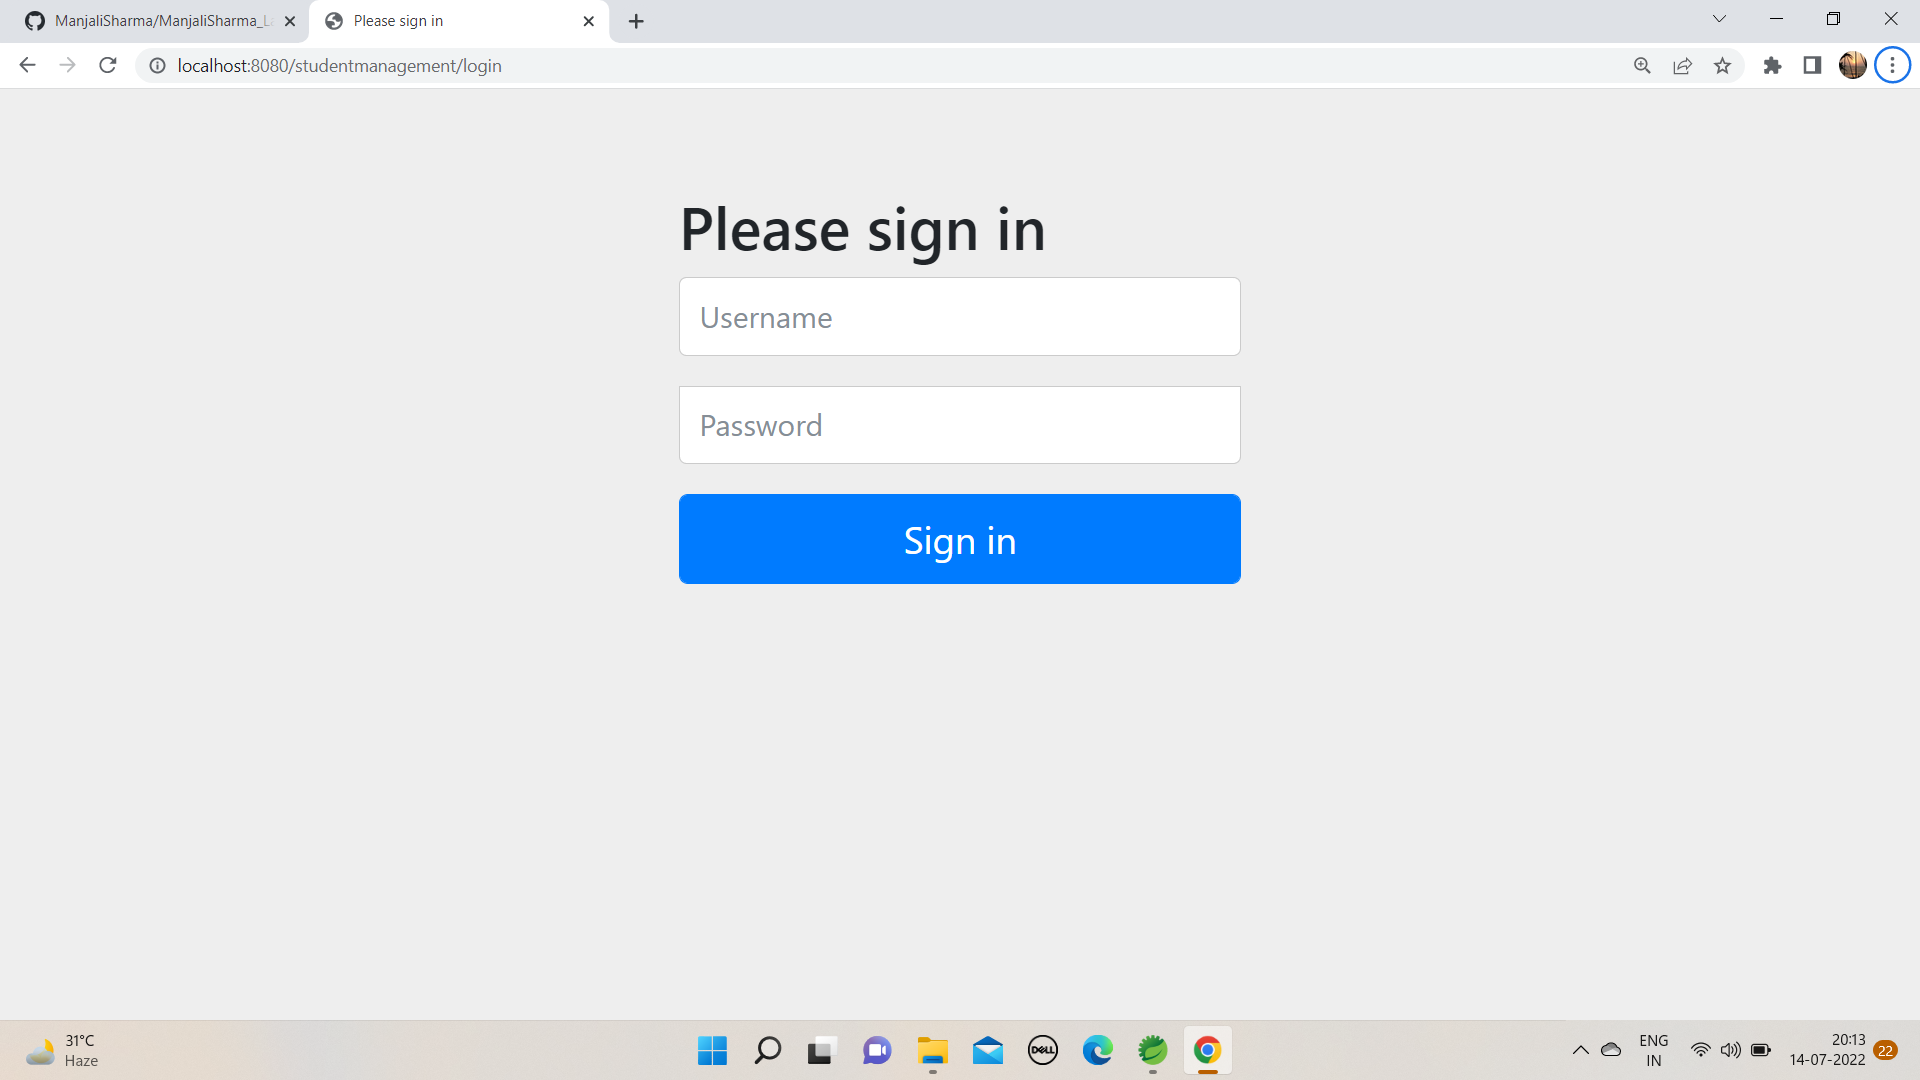 ManjaliSharma/ManjaliSharma_La
Please sign in
localhost:8080/studentmanagement/login
Please sign in
Username
Password
Sign in
31°C
Haze
DELL
ENG
IN
20:13
14-07-2022
22